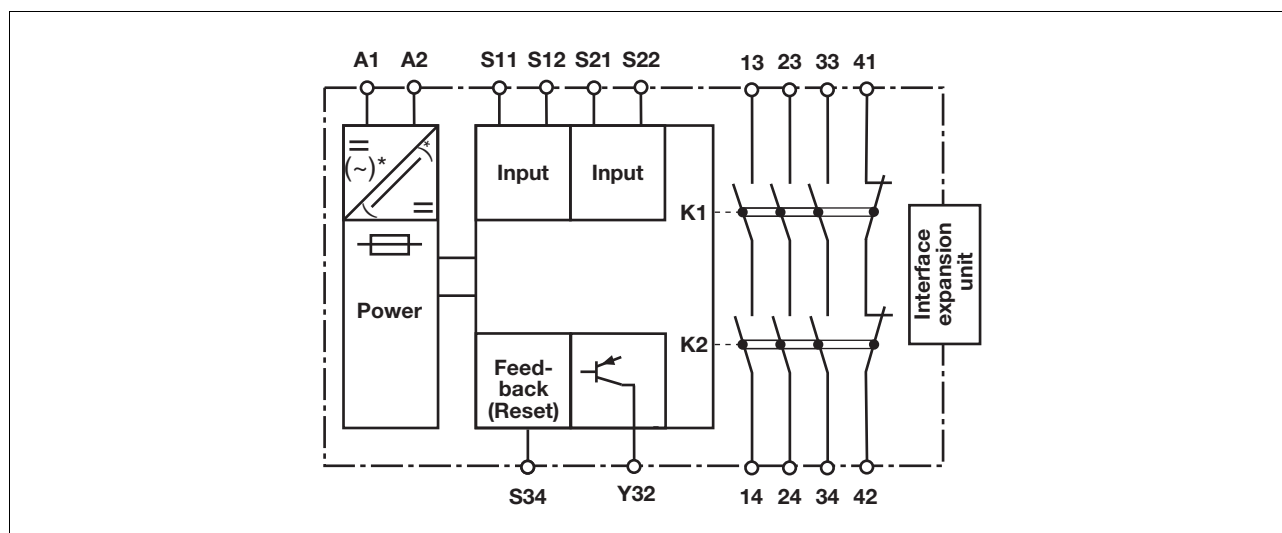 A1 A2 S11 S12 S21 S22 13 23 33 41
= (~)* * =
Input Input
K1
Interface
expansion
unit
Power
K2
Feed-
back
(Reset)
S34 Y32 14 24 34 42